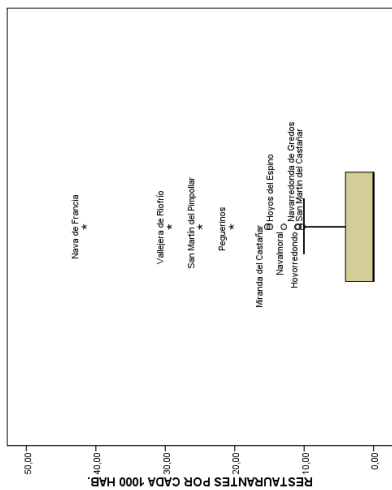 RESTAURANTES POR CADA 1000 HAB.
50,00
40,00
30,00
20,00
10,00
0,00
Nava de Francia
Vallejera de Riofrío
San Martín del Pimpollar
Peguerinos
Miranda del Castañar
Hoyos del Espino
Navalmoral
Navarredonda de Gredos
Hoyorredondo
San Martín del Castañar